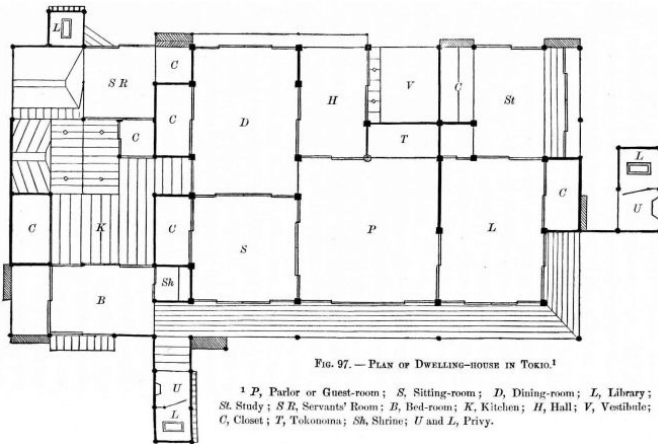 L
S R
C
D
H
V
C
St
C
C
T
L
U
C
C
K
C
S
P
L
Sh
B
U
L
FIG. 97. — PLAN OF DWELLING-HOUSE IN TOKIO.¹
¹ P, Parlor or Guest-room; S, Sitting-room; D, Dining-room; L, Library;
St. Study; S R, Servants' Room; B, Bed-room; K, Kitchen; H, Hall; V, Vestibule;
C, Closet; T, Tokonoma; Sh, Shrine; U and L, Privy.